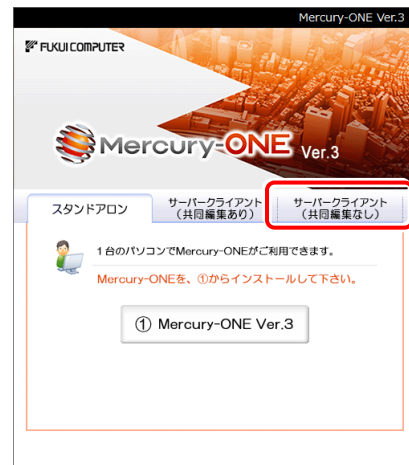 Mercury-ONE Ver.3
FUKUI COMPUTER
Mercury-ONE Ver.3
スタンドアロン
サーバークライアント
（共同編集あり）
サーバークライアント
（共同編集なし）
1台のパソコンでMercury-ONEがご利用できます。
Mercury-ONEを、①からインストールして下さい。
① Mercury-ONE Ver.3